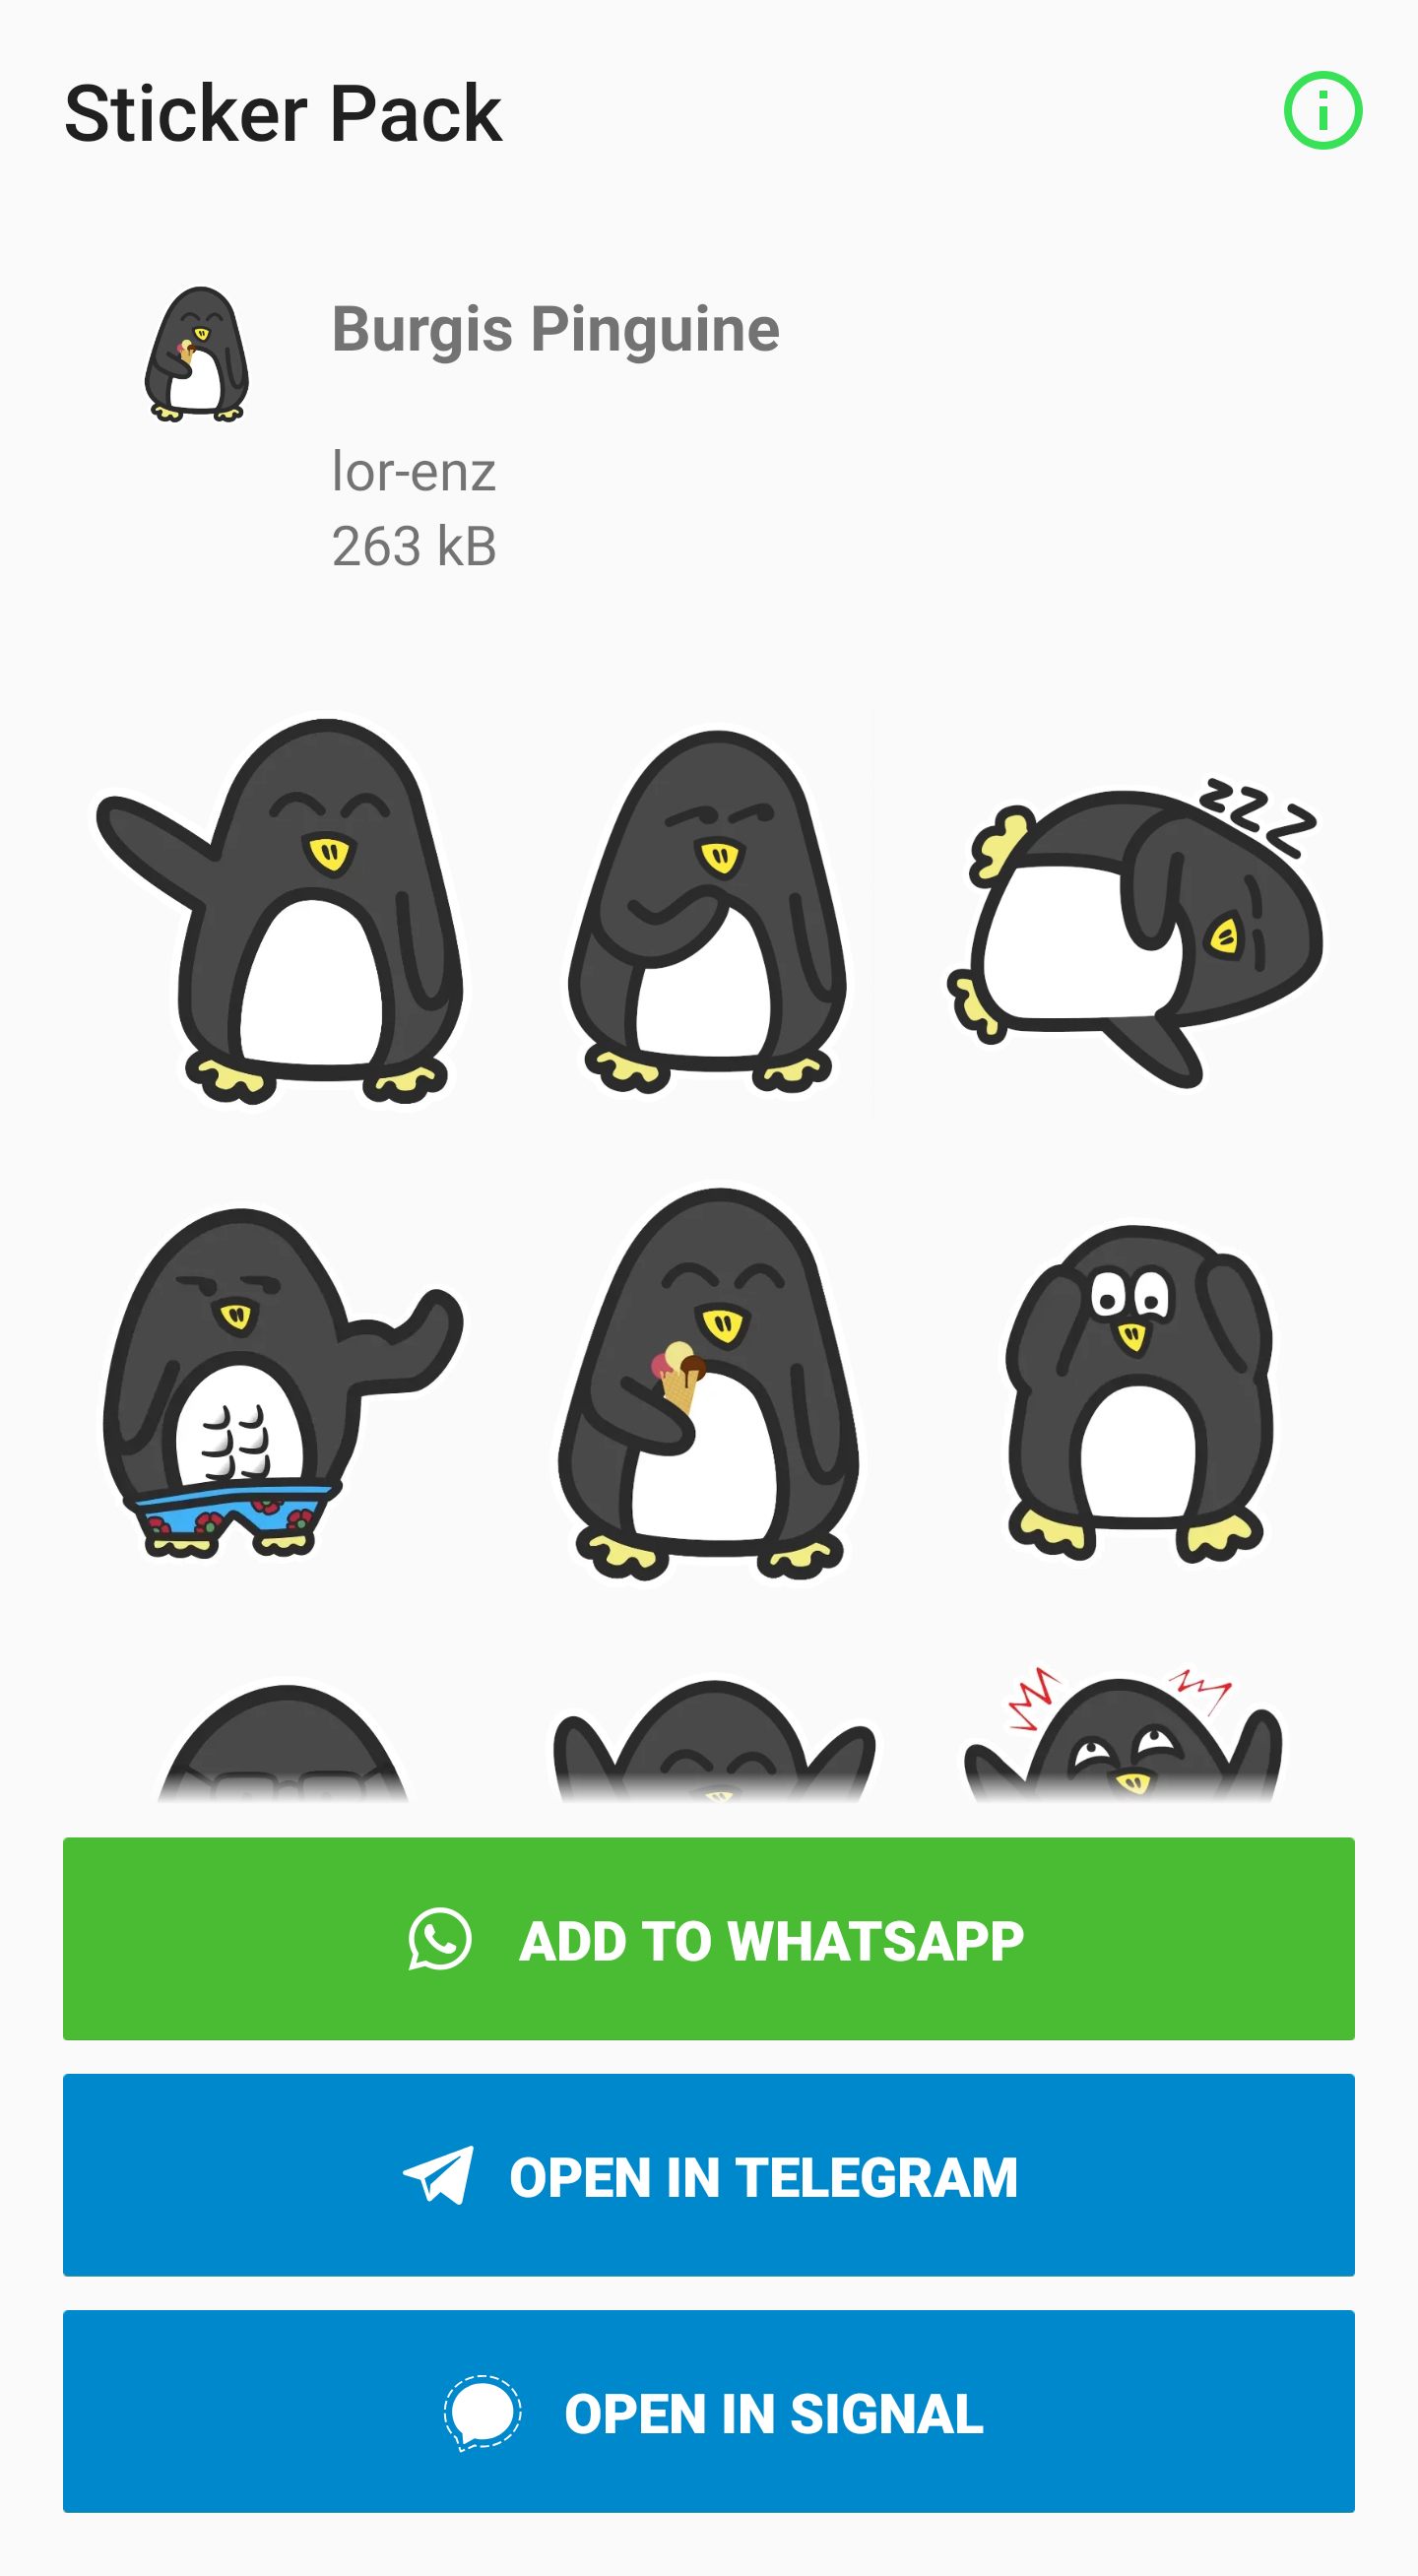 Sticker Pack
Burgis Pinguine
lor-enz
263 kB
zzz
ADD TO WHATSAPP
OPEN IN TELEGRAM
OPEN IN SIGNAL